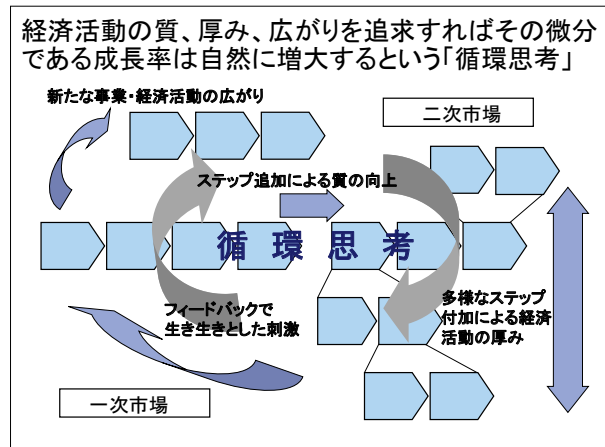 経済活動の質、厚み、広がりを追求すればその微分
である成長率は自然に増大するという「循環思考」
新たな事業・経済活動の広がり
二次市場
ステップ追加による質の向上
循環思考
フィードバックで
生き生きとした刺激
多様なステップ
付加による経済
活動の厚み
一次市場